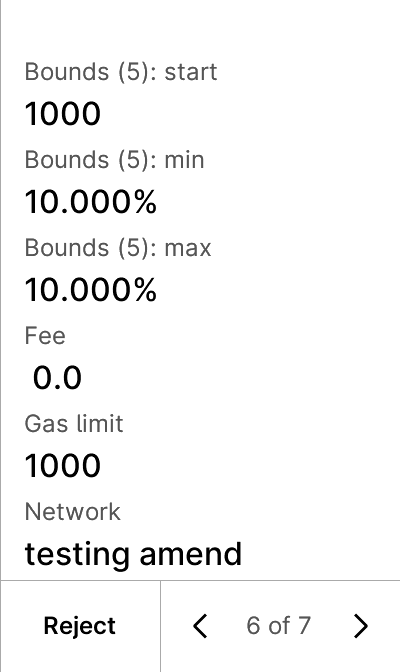 Bounds (5): start
1000
Bounds (5): min
10.000%
Bounds (5): max
10.000%
Fee
0.0
Gas limit
1000
Network
testing amend
Reject
6 of 7